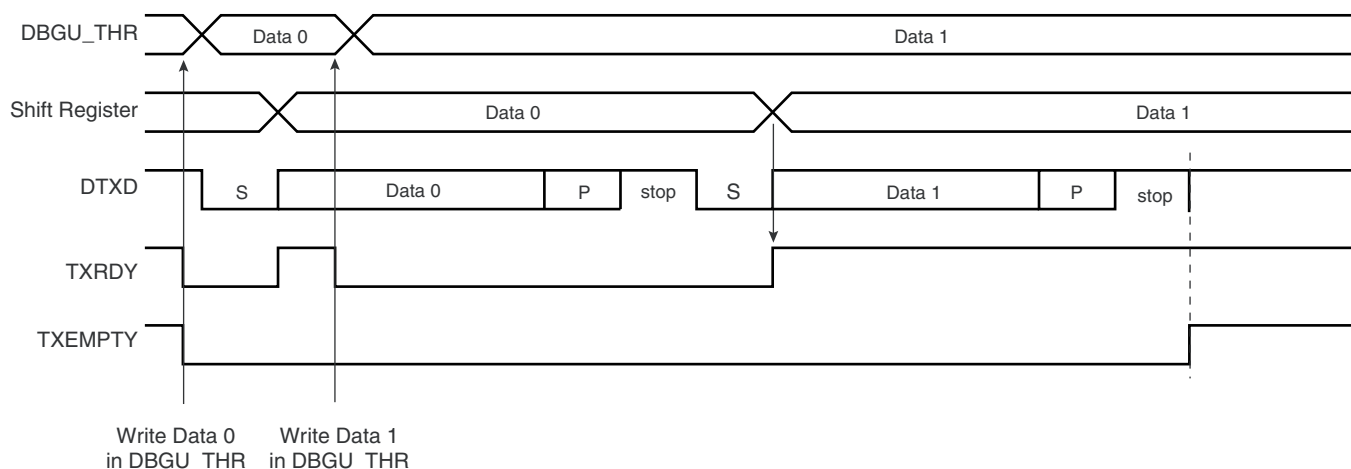 DBGU_THR
Data 0
Data 1
Shift Register
Data 0
Data 1
DTXD
S
Data 0
P
stop
S
Data 1
P
stop
TXRDY
TXEMPTY
Write Data 0
in DBGU_THR
Write Data 1
in DBGU_THR